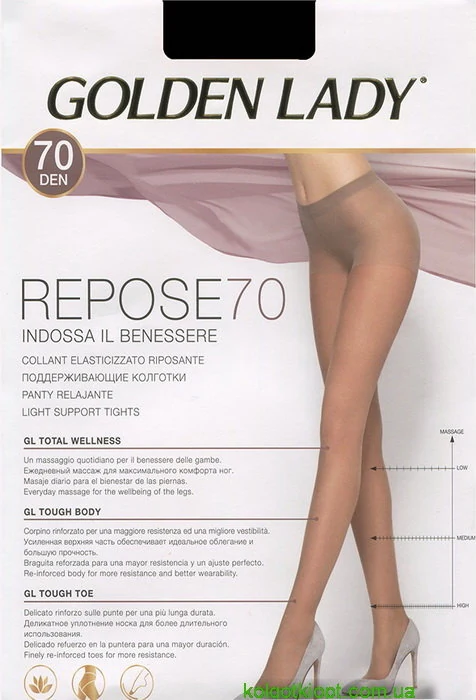 GOLDEN LADY®
70
DEN
REPOSE70
INDOSSA IL BENESSERE
COLLANT ELASTICIZZATO RIPOSANTE
ПОДДЕРЖИВАЮЩИЕ КОЛГОТКИ
PANTY RELAJANTE
LIGHT SUPPORT TIGHTS
GL TOTAL WELLNESS
Un massaggio quotidiano per il benessere delle gambe.
Ежедневный массаж для максимального комфорта ног.
Masaje diario para el bienestar de las piernas.
Everyday massage for the wellbeing of the legs.
GL TOUGH BODY
Corpino rinforzato per una maggiore resistenza ed una migliore vestibilità.
Усиленная верхняя часть обеспечивает идеальное облегание и
большую прочность.
Braguita reforzada para una mayor resistencia y un ajuste perfecto.
Re-inforced body for more resistance and better wearability.
GL TOUGH TOE
Delicato rinforzo sulle punte per una più lunga durata.
Деликатное уплотнение носка для более длительного
использования.
Delicado refuerzo en la puntera para una mayor duración.
Finely re-inforced toes for more resistance.
MASSAGE
LOW
MEDIUM
HIGH